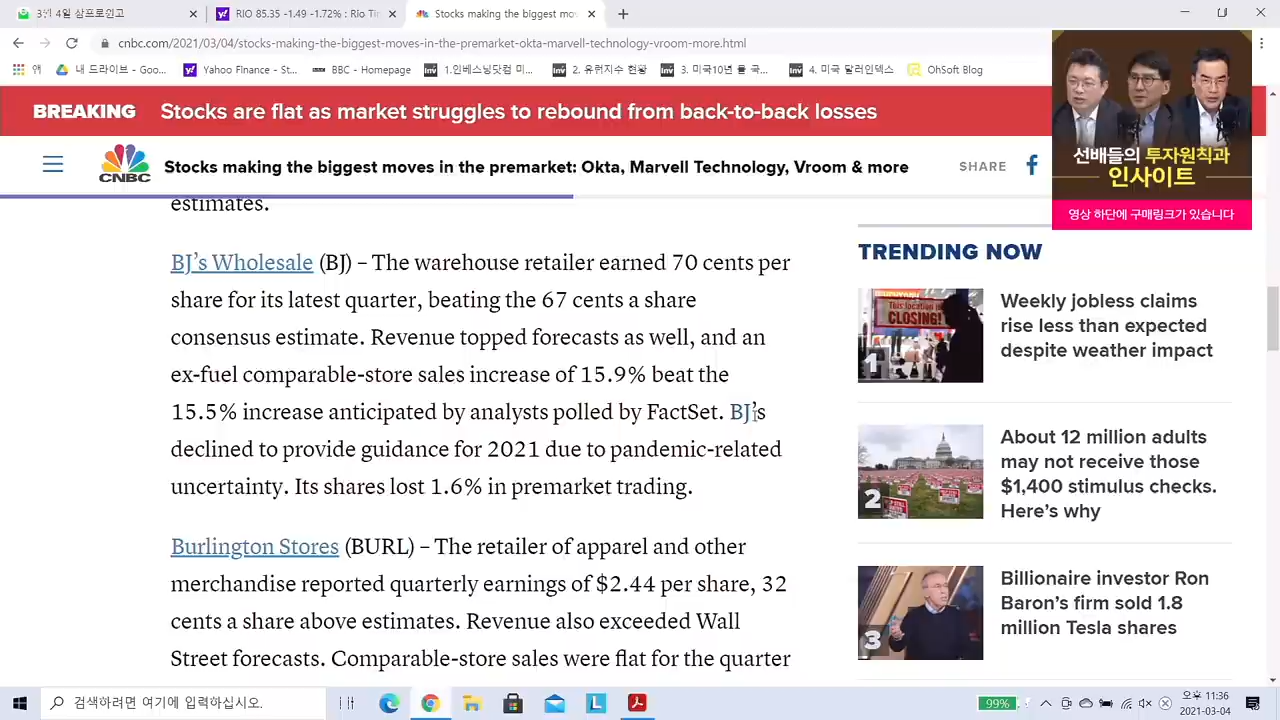 3월 4일 삼프로원고
RIO 85.35 -1.49 -1.72% : Rio Ti
Stocks making the biggest mov
cnbc.com/2021/03/04/stocks-making-the-biggest-moves-in-the-premarket-okta-marvell-technology-vroom-more.html
앱
내 드라이브 - Goo...
Yahoo Finance - St...
BBC - Homepage
1.인베스닝닷컴 미...
2. 유럽지수 현황
3. 미국10년 물 국...
4. 미국 달러인덱스
OhSoft Blog
BREAKING
Stocks are flat as market struggles to rebound from back-to-back losses
CNBC
Stocks making the biggest moves in the premarket: Okta, Marvell Technology, Vroom & more
SHARE
선배들의 투자원칙과
인사이트
영상 하단에 구매링크가 있습니다
estimates.
BJ's Wholesale (BJ) – The warehouse retailer earned 70 cents per
share for its latest quarter, beating the 67 cents a share
consensus estimate. Revenue topped forecasts as well, and an
ex-fuel comparable-store sales increase of 15.9% beat the
15.5% increase anticipated by analysts polled by FactSet. BJ's
declined to provide guidance for 2021 due to pandemic-related
uncertainty. Its shares lost 1.6% in premarket trading.
Burlington Stores (BURL) – The retailer of apparel and other
merchandise reported quarterly earnings of $2.44 per share, 32
cents a share above estimates. Revenue also exceeded Wall
Street forecasts. Comparable-store sales were flat for the quarter
TRENDING NOW
This location is
CLOSING!
1
Weekly jobless claims
rise less than expected
despite weather impact
2
About 12 million adults
may not receive those
$1,400 stimulus checks.
Here's why
3
Billionaire investor Ron
Baron's firm sold 1.8
million Tesla shares
검색하려면 여기에 입력하십시오.
99%
오후 11:36
2021-03-04